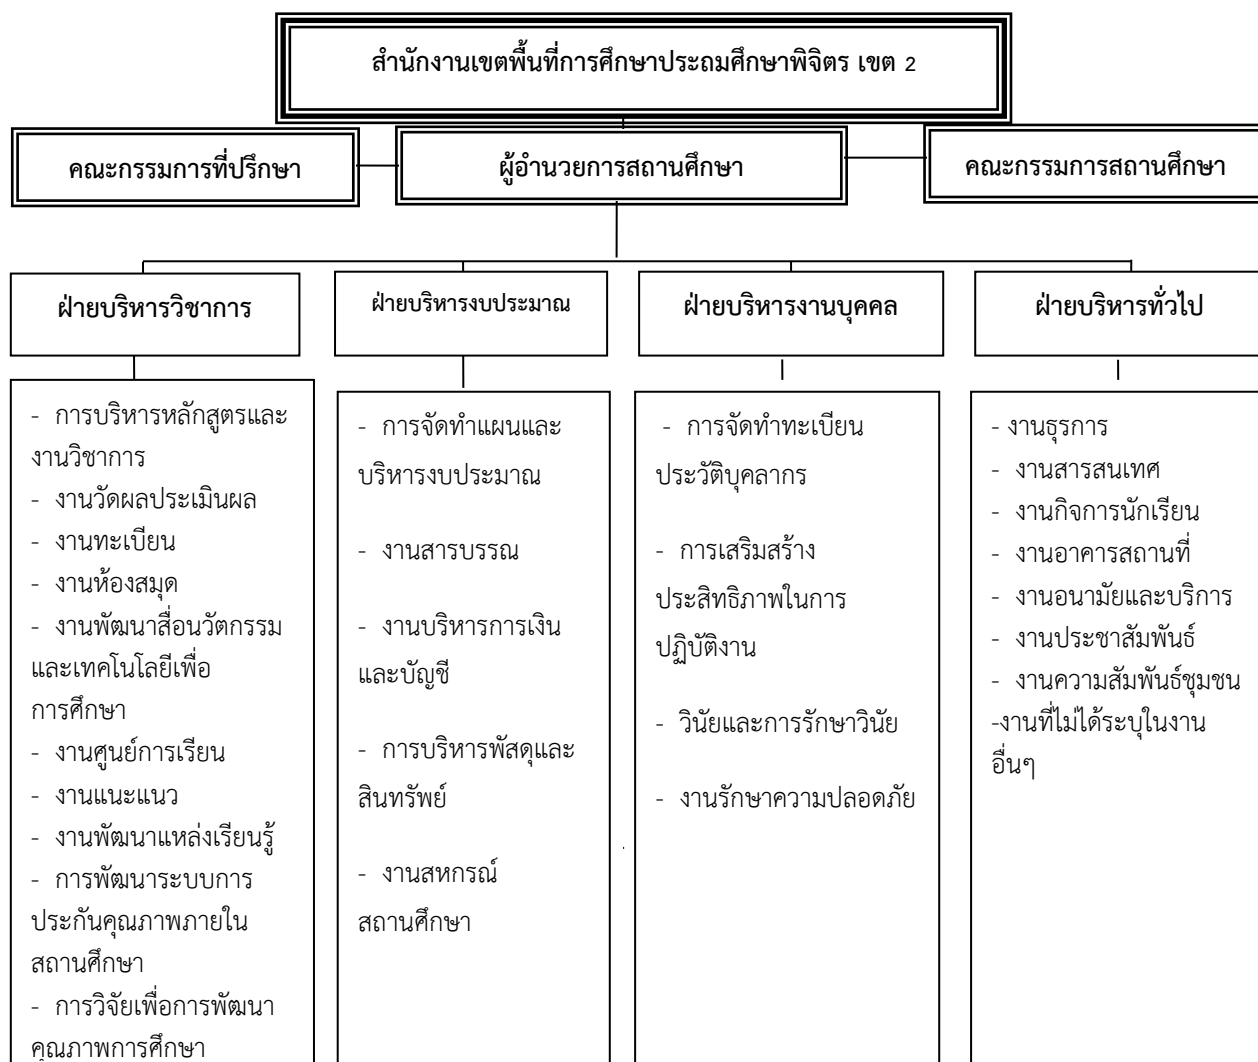 สำนักงานเขตพื้นที่การศึกษาประถมศึกษาพิจิตร เขต 2
คณะกรรมการที่ปรึกษา
ผู้อำนวยการสถานศึกษา
คณะกรรมการสถานศึกษา
ฝ่ายบริหารวิชาการ
ฝ่ายบริหารงบประมาณ
ฝ่ายบริหารงานบุคคล
ฝ่ายบริหารทั่วไป
- การบริหารหลักสูตรและ
งานวิชาการ
- งานวัดผลประเมินผล
- งานทะเบียน
- งานห้องสมุด
- งานพัฒนาสื่อนวัตกรรม
และเทคโนโลยีเพื่อ
การศึกษา
- งานศูนย์การเรียน
- งานแนะแนว
- งานพัฒนาแหล่งเรียนรู้
- การพัฒนาระบบการ
ประกันคุณภาพภายใน
สถานศึกษา
- การวิจัยเพื่อการพัฒนา
คุณภาพการศึกษา
- การจัดทำแผนและ
บริหารงบประมาณ
- งานสารบรรณ
- งานบริหารการเงิน
และบัญชี
- การบริหารพัสดุและ
สินทรัพย์
- งานสหกรณ์
สถานศึกษา
- การจัดทำทะเบียน
ประวัติบุคลากร
- การเสริมสร้าง
ประสิทธิภาพในการ
ปฏิบัติงาน
- วินัยและการรักษาวินัย
- งานรักษาความปลอดภัย
- งานธุรการ
- งานสารสนเทศ
- งานกิจการนักเรียน
- งานอาคารสถานที่
- งานอนามัยและบริการ
- งานประชาสัมพันธ์
- งานความสัมพันธ์ชุมชน
-งานที่ไม่ได้ระบุในงาน
อื่นๆ